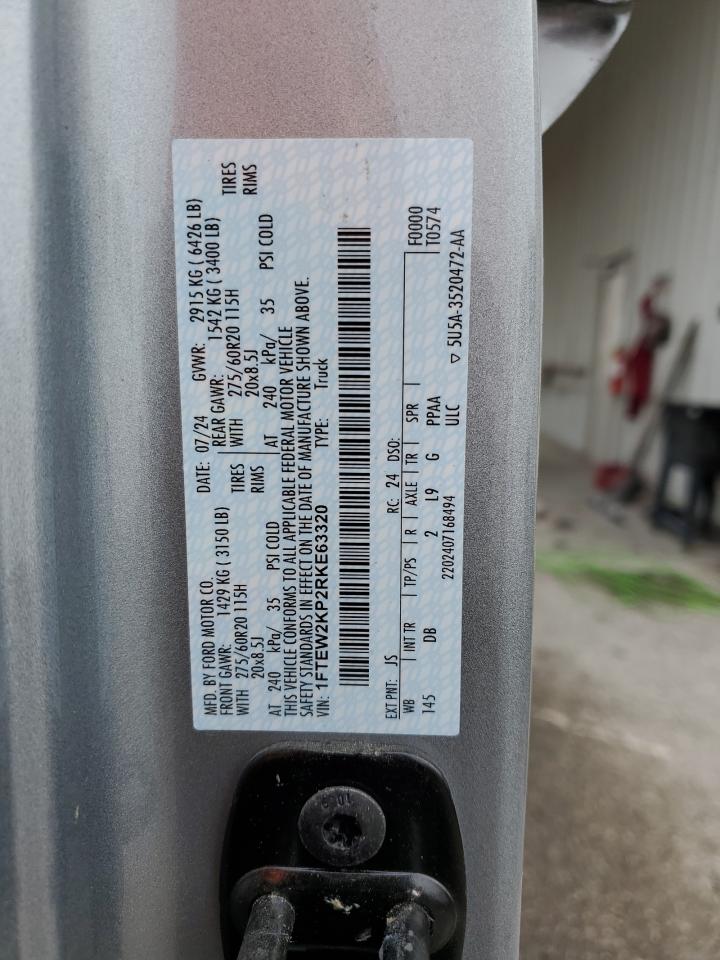 MFD. BY FORD MOTOR CO. DATE: 07/24 GVWR: 2915 KG ( 6426 LB)
FRONT GAWR: 1429 KG ( 3150 LB) REAR GAWR: 1542 KG ( 3400 LB)
WITH 275/60R20 115H TIRES WITH 275/60R20 115H TIRES
20x8.5J RIMS 20x8.5J RIMS
AT 240 kPa/ 35 PSI COLD AT 240 kPa/ 35 PSI COLD
THIS VEHICLE CONFORMS TO ALL APPLICABLE FEDERAL MOTOR VEHICLE
SAFETY STANDARDS IN EFFECT ON THE DATE OF MANUFACTURE SHOWN ABOVE.
VIN: 1FTEW2KP2RKE63320 TYPE: Truck
EXT PNT: JS RC: 24 DSO: F0000
WB INT TR TP/PS R AXLE TR SPR T0574
145 DB 2 L9 G PPAA
2202407168494 ULC ▽ 5U5A-3520472-AA
10.9